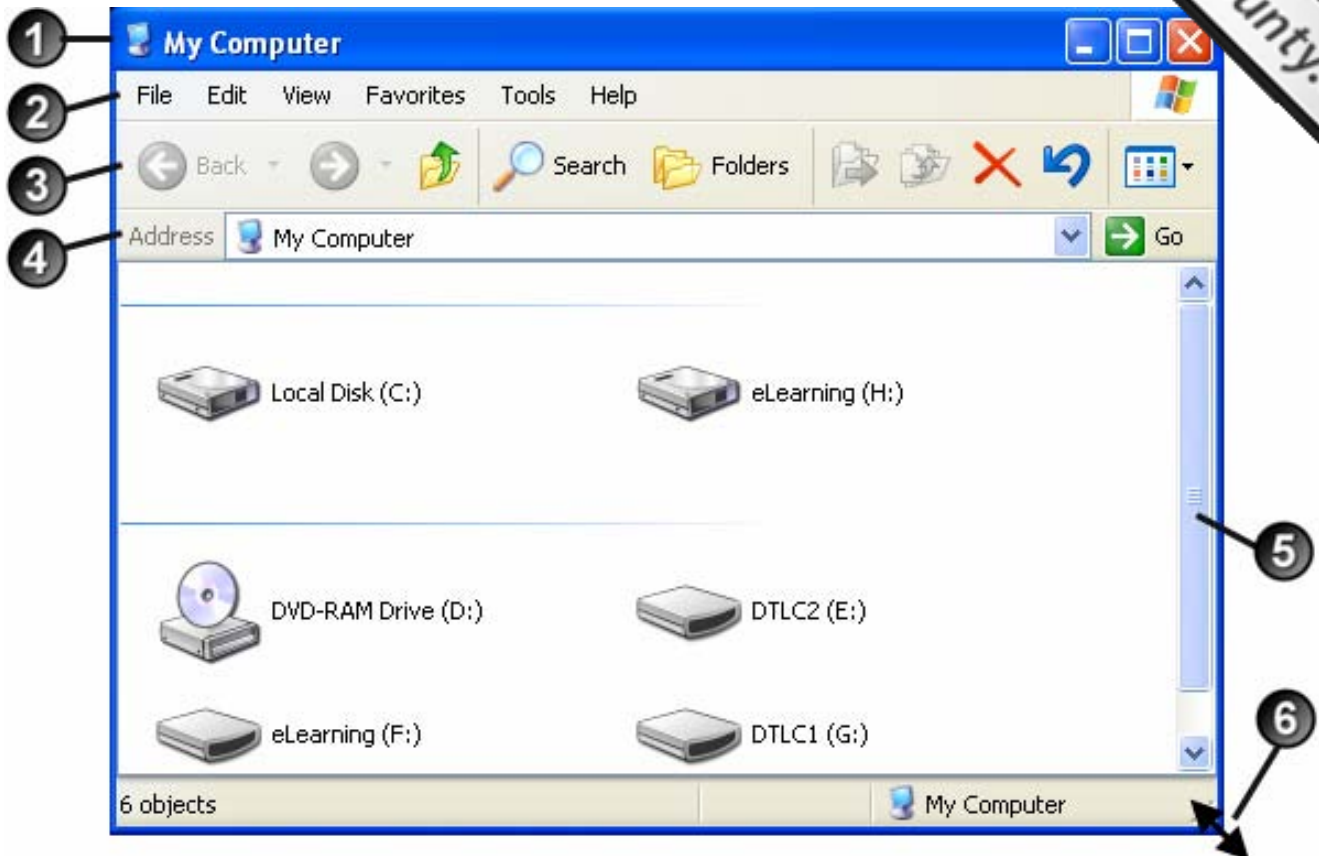 1
My Computer
2
File Edit View Favorites Tools Help
3
Back Search Folders
4
Address My Computer Go
Local Disk (C:) eLearning (H:)
5
DVD-RAM Drive (D:) DTLC2 (E:)
6
eLearning (F:) DTLC1 (G:)
6 objects My Computer